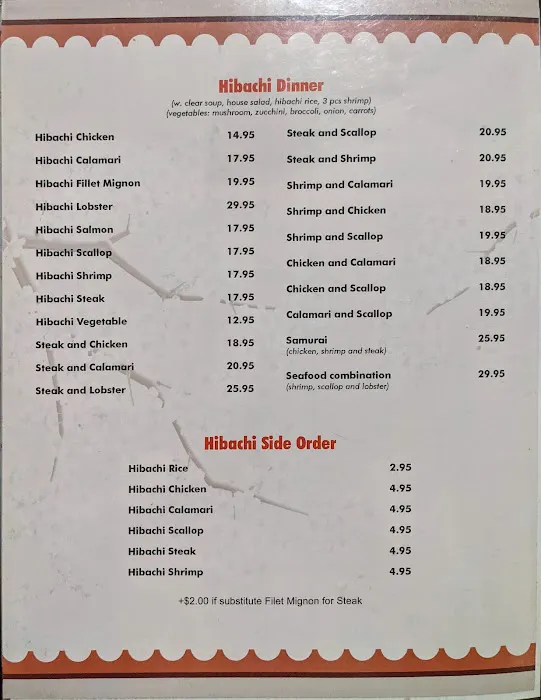 Hibachi Dinner
(w. clear soup, house salad, hibachi rice, 3 pcs shrimp)
(vegetables: mushroom, zucchini, broccoli, onion, carrots)
Hibachi Chicken 14.95
Hibachi Calamari 17.95
Hibachi Fillet Mignon 19.95
Hibachi Lobster 29.95
Hibachi Salmon 17.95
Hibachi Scallop 17.95
Hibachi Shrimp 17.95
Hibachi Steak 17.95
Hibachi Vegetable 12.95
Steak and Chicken 18.95
Steak and Calamari 20.95
Steak and Lobster 25.95
Steak and Scallop 20.95
Steak and Shrimp 20.95
Shrimp and Calamari 19.95
Shrimp and Chicken 18.95
Shrimp and Scallop 19.95
Chicken and Calamari 18.95
Chicken and Scallop 18.95
Calamari and Scallop 19.95
Samurai 25.95
(chicken, shrimp and steak)
Seafood combination 29.95
(shrimp, scallop and lobster)
Hibachi Side Order
Hibachi Rice 2.95
Hibachi Chicken 4.95
Hibachi Calamari 4.95
Hibachi Scallop 4.95
Hibachi Steak 4.95
Hibachi Shrimp 4.95
+$2.00 if substitute Filet Mignon for Steak